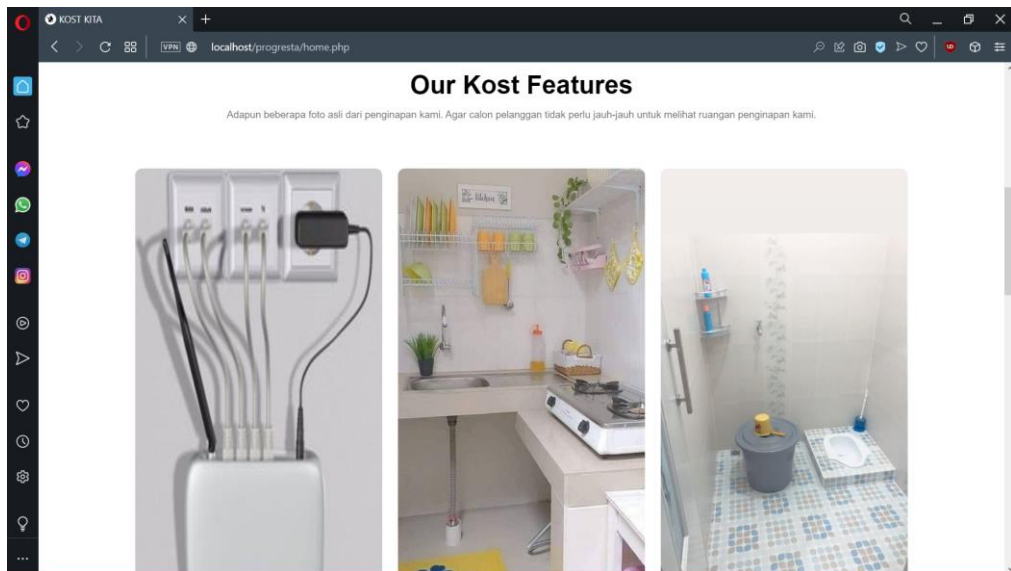 KOST KITA
VPN
localhost/progresta/home.php
Our Kost Features
Adapun beberapa foto asli dari penginapan kami. Agar calon pelanggan tidak perlu jauh-jauh untuk melihat ruangan penginapan kami.